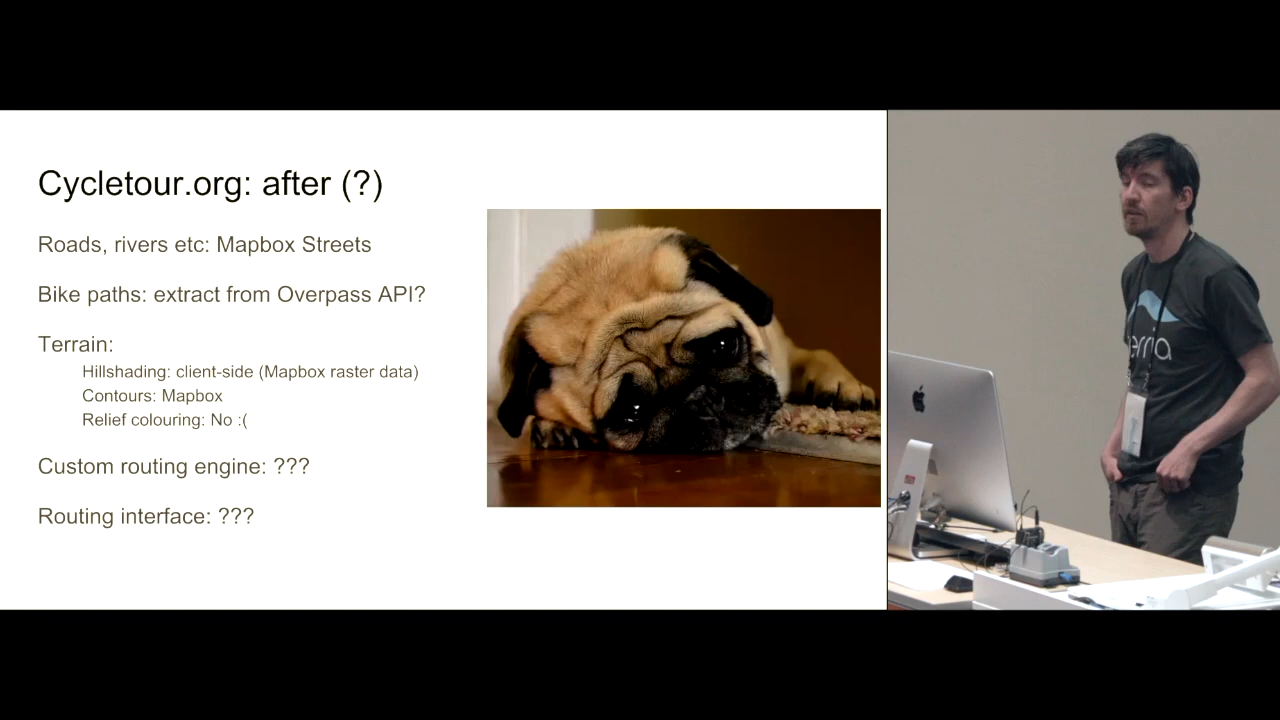 Cycletour.org: after (?)
Roads, rivers etc: Mapbox Streets
Bike paths: extract from Overpass API?
Terrain:
Hillshading: client-side (Mapbox raster data)
Contours: Mapbox
Relief colouring: No :(
Custom routing engine: ???
Routing interface: ???